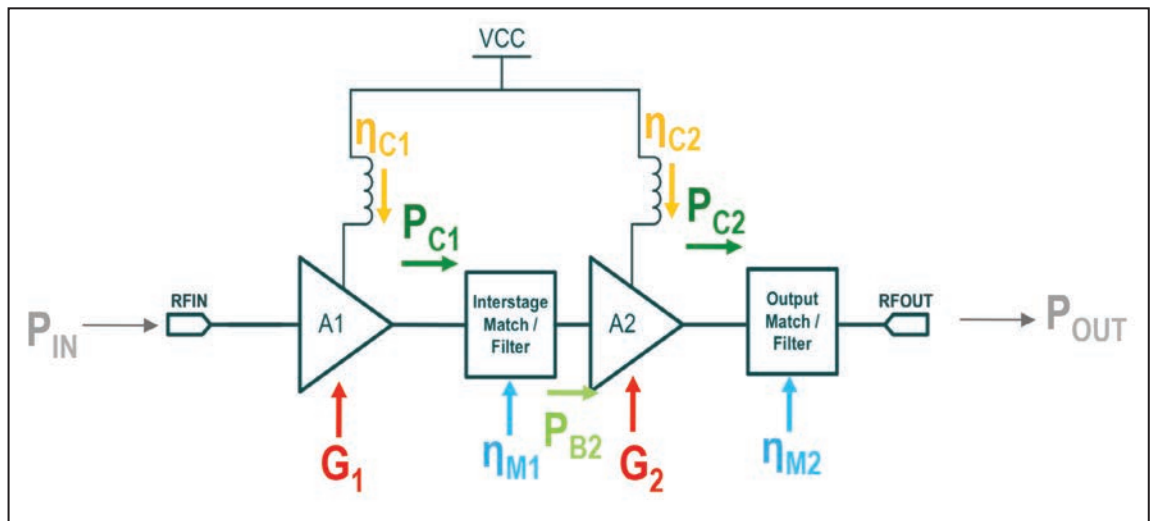 VCC
ηC1
ηC2
PC1
PC2
RFIN
A1
Interstage
Match /
Filter
A2
Output
Match /
Filter
RFOUT
PIN
POUT
G1
ηM1
PB2
G2
ηM2